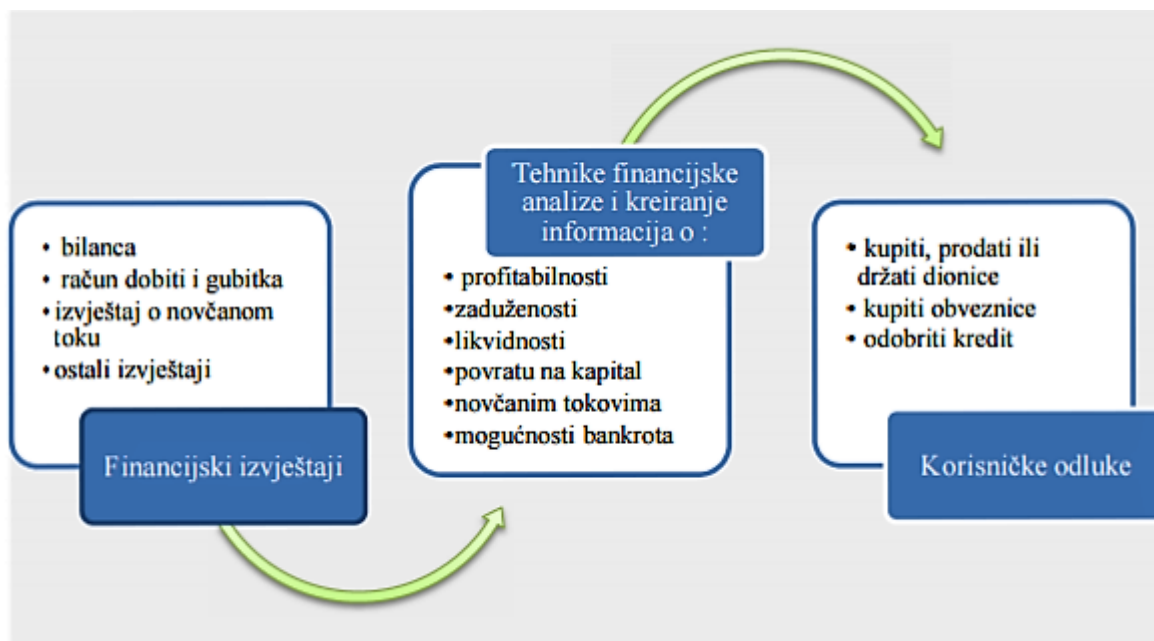 • bilanca
• račun dobiti i gubitka
•izvještaj o novčanom
toku
•ostali izvještaji
Financijski izvještaji
Tehnike financijske
analize i kreiranje
informacija o :
• profitabilnosti
•zaduženosti
•likvidnosti
•povratu na kapital
•novčanim tokovima
•mogućnosti bankrota
• kupiti, prodati ili
držati dionice
• kupiti obveznice
• odobriti kredit
Korisničke odluke